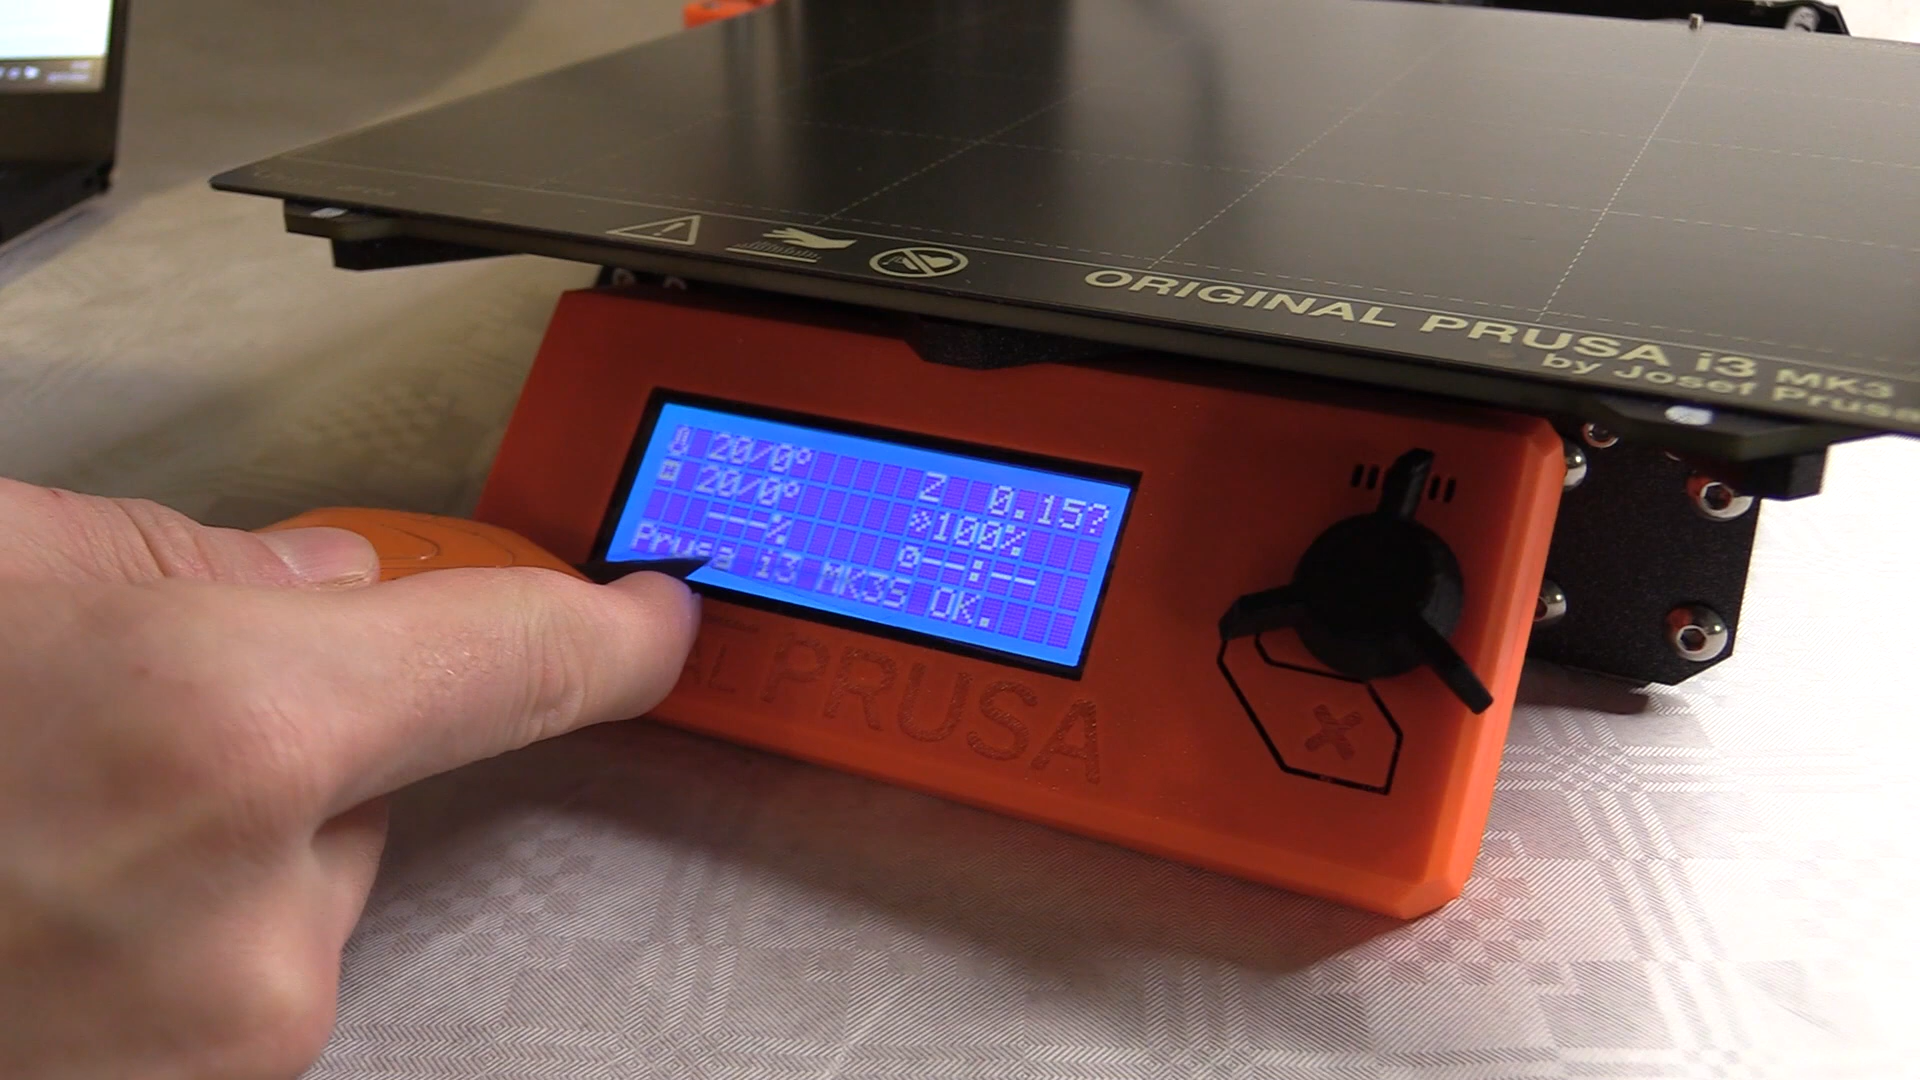 ORIGINAL PRUSA i3 MK3
by Josef Prusa
20/0° Z 0.15?
20/0° 100%
---% --:--
Prusa i3 MK3S OK.
PRUSA